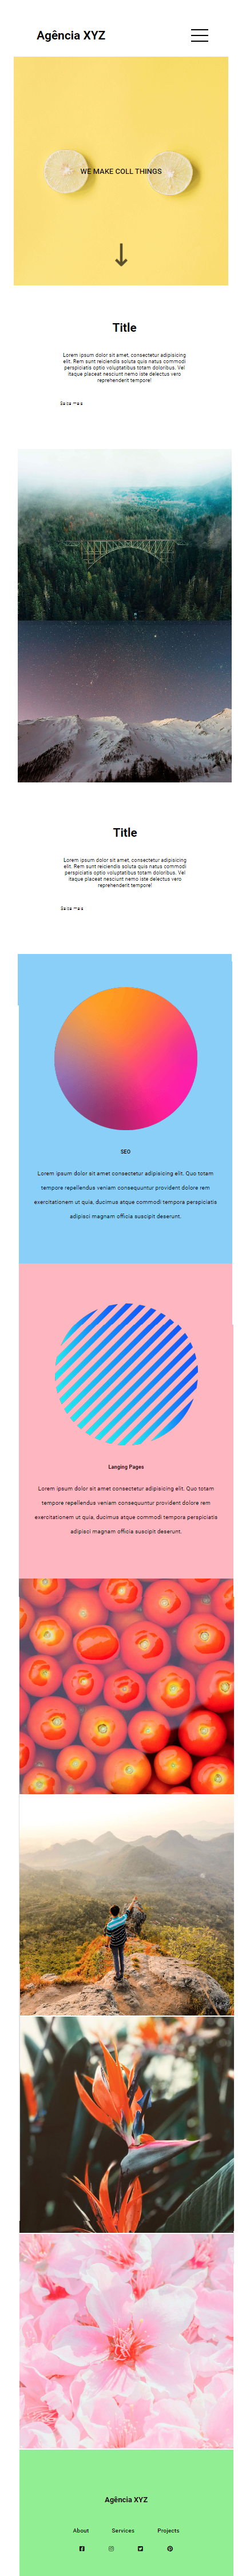 Agência XYZ
WE MAKE COLL THINGS
Title
Lorem ipsum dolor sit amet, consectetur adipisicing
elit. Rem sunt reiciendis soluta quis natus commodi
perspiciatis optio voluptatibus totam doloribus. Vel
itaque placeat nesciunt nemo iste delectus vero
reprehenderit tempore!
Saiba mais
Title
Lorem ipsum dolor sit amet, consectetur adipisicing
elit. Rem sunt reiciendis soluta quis natus commodi
perspiciatis optio voluptatibus totam doloribus. Vel
itaque placeat nesciunt nemo iste delectus vero
reprehenderit tempore!
Saiba mais
SEO
Lorem ipsum dolor sit amet consectetur adipisicing elit. Quo totam
tempore repellendus veniam consequuntur provident dolore rem
exercitationem ut quia, ducimus atque commodi tempora perspiciatis
adipisci magnam officia suscipit deserunt.
Langing Pages
Lorem ipsum dolor sit amet consectetur adipisicing elit. Quo totam
tempore repellendus veniam consequuntur provident dolore rem
exercitationem ut quia, ducimus atque commodi tempora perspiciatis
adipisci magnam officia suscipit deserunt.
Agência XYZ
About Services Projects